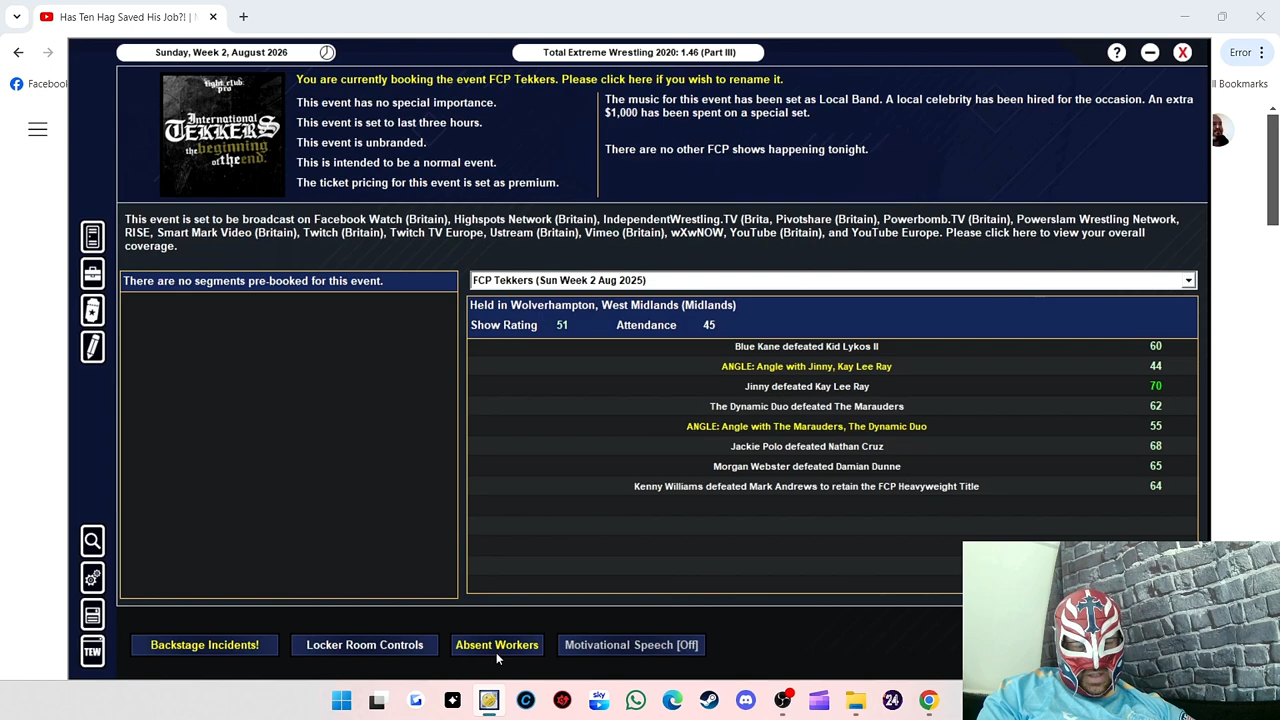 Has Ten Hag Saved His Job?! |
Error
Facebook
ll Bookmarks
Sunday, Week 2, August 2026
Total Extreme Wrestling 2020: 1.46 (Part III)
fight club:
pro
International
TEKKERS
the beginning
of the end.
You are currently booking the event FCP Tekkers. Please click here if you wish to rename it.
This event has no special importance.
This event is set to last three hours.
This event is unbranded.
This is intended to be a normal event.
The ticket pricing for this event is set as premium.
The music for this event has been set as Local Band. A local celebrity has been hired for the occasion. An extra
$1,000 has been spent on a special set.
There are no other FCP shows happening tonight.
This event is set to be broadcast on Facebook Watch (Britain), Highspots Network (Britain), IndependentWrestling.TV (Brita, Pivotshare (Britain), Powerbomb.TV (Britain), Powerslam Wrestling Network,
RISE, Smart Mark Video (Britain), Twitch (Britain), Twitch TV Europe, Ustream (Britain), Vimeo (Britain), wXwNOW, YouTube (Britain), and YouTube Europe. Please click here to view your overall
coverage.
There are no segments pre-booked for this event.
FCP Tekkers (Sun Week 2 Aug 2025)
Held in Wolverhampton, West Midlands (Midlands)
Show Rating 51 Attendance 45
Blue Kane defeated Kid Lykos II 60
ANGLE: Angle with Jinny, Kay Lee Ray 44
Jinny defeated Kay Lee Ray 70
The Dynamic Duo defeated The Marauders 62
ANGLE: Angle with The Marauders, The Dynamic Duo 55
Jackie Polo defeated Nathan Cruz 68
Morgan Webster defeated Damian Dunne 65
Kenny Williams defeated Mark Andrews to retain the FCP Heavyweight Title 64
Backstage Incidents!
Locker Room Controls
Absent Workers
Motivational Speech [Off]
TEW
sky
24